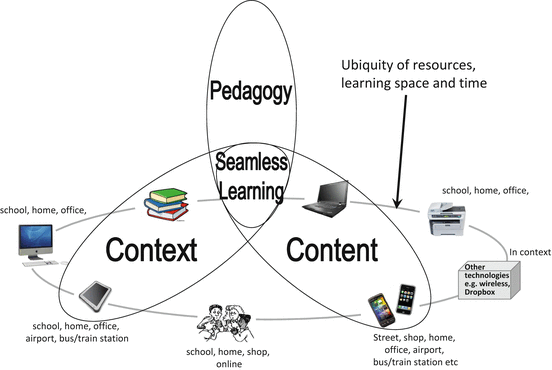 Pedagogy
Ubiquity of resources,
learning space and time
Seamless
Learning
school, home, office,
school, home, office,
Context
Content
In context
Other
technologies
e.g. wireless,
Dropbox
school, home, office,
airport, bus/train station
school, home, shop,
online
Street, shop, home,
office, airport,
bus/train station etc